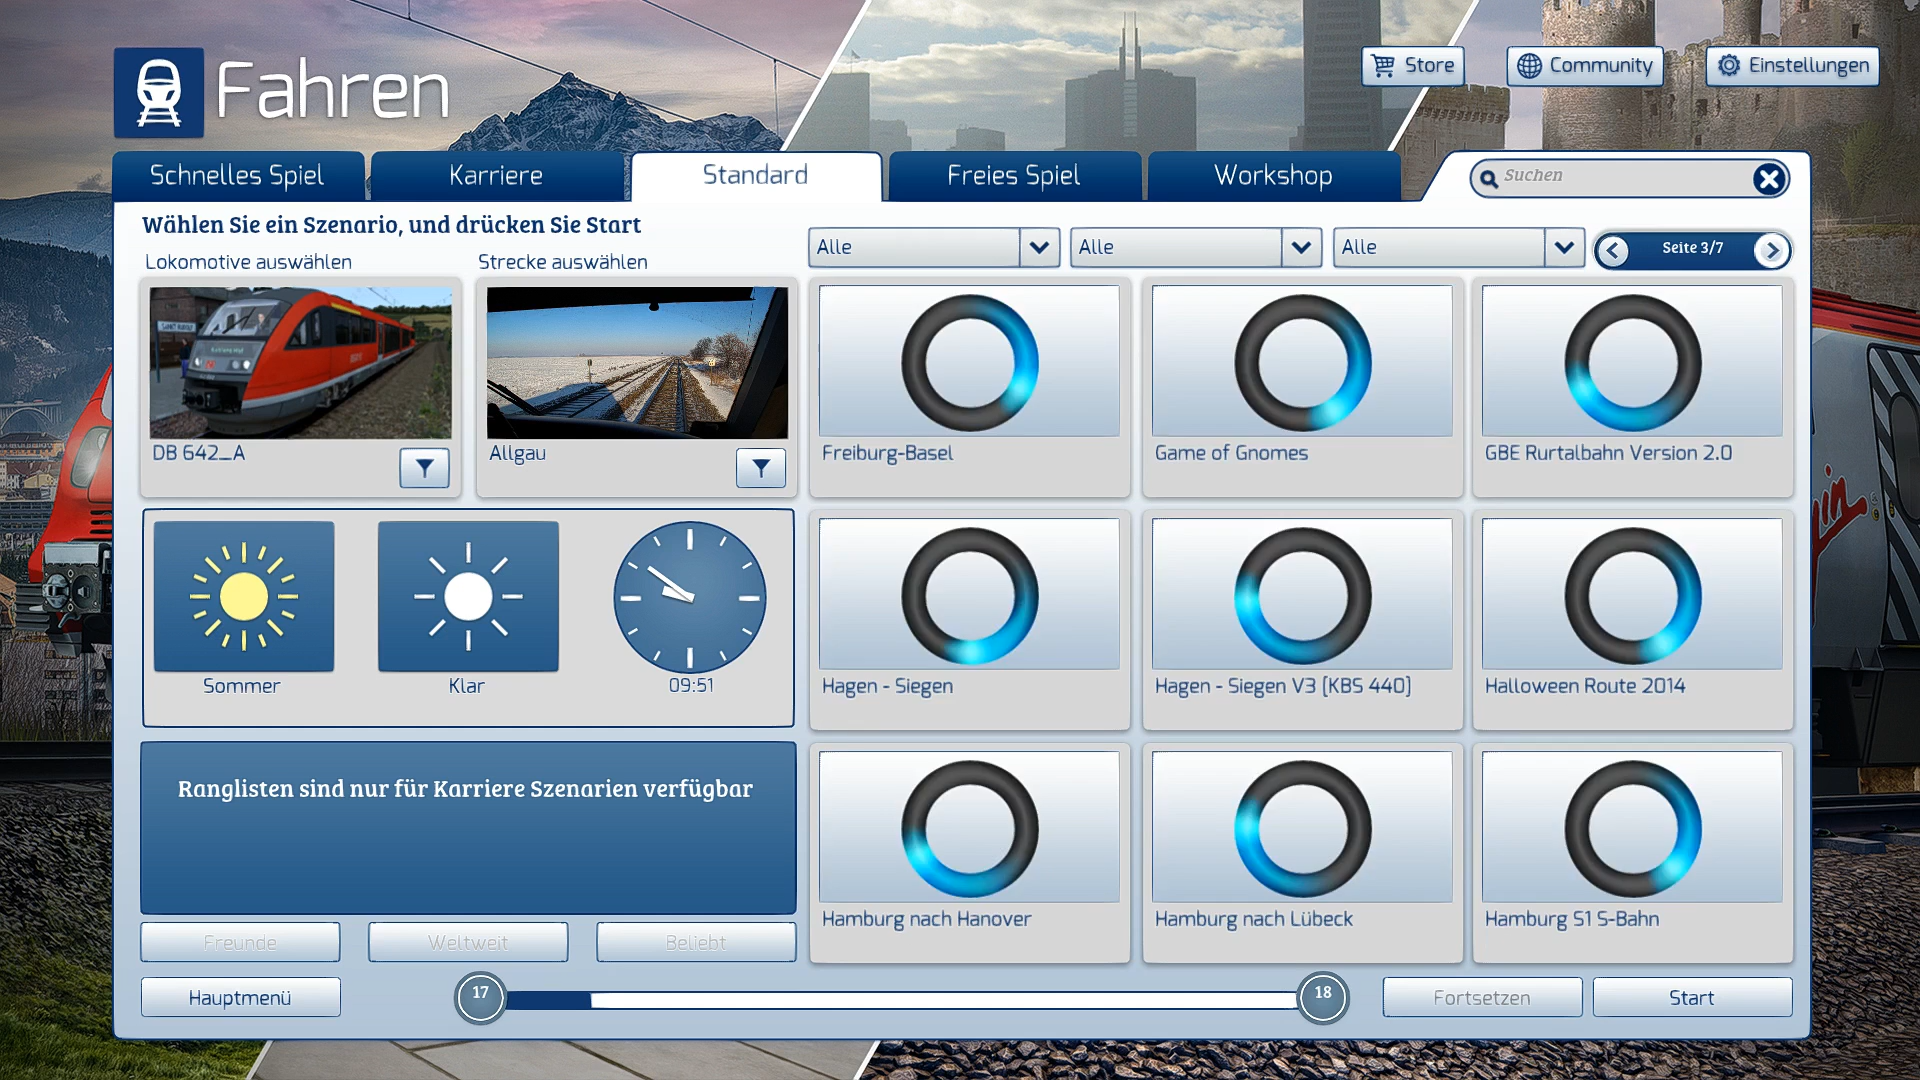 Fahren
Store
Community
Einstellungen
Schnelles Spiel
Karriere
Standard
Freies Spiel
Workshop
Suchen
Wählen Sie ein Szenario, und drücken Sie Start
Lokomotive auswählen
Strecke auswählen
Alle
Alle
Alle
Seite 3/7
DB 642_A
Allgau
Freiburg-Basel
Game of Gnomes
GBE Rurtalbahn Version 2.0
Sommer
Klar
09:51
Hagen - Siegen
Hagen - Siegen V3 [KBS 440]
Halloween Route 2014
Ranglisten sind nur für Karriere Szenarien verfügbar
Hamburg nach Hanover
Hamburg nach Lübeck
Hamburg S1 S-Bahn
Freunde
Weltweit
Beliebt
Hauptmenü
17
18
Fortsetzen
Start